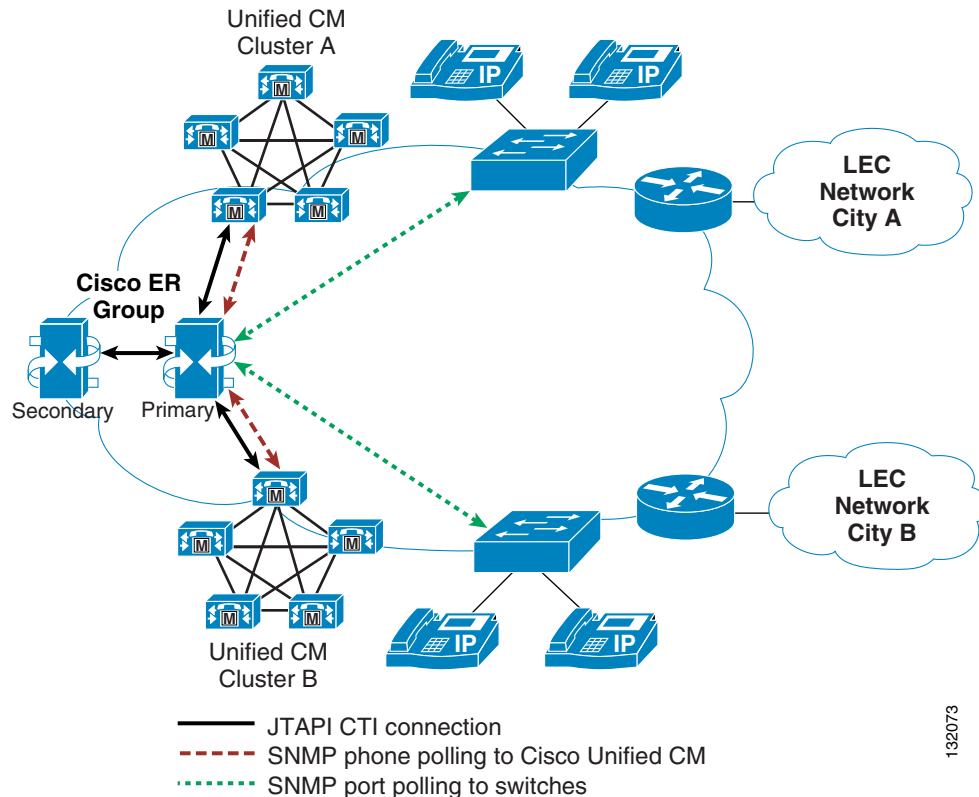 Unified CM
Cluster A
M
M
M
M
M
IP
IP
LEC
Network
City A
Cisco ER
Group
Secondary
Primary
LEC
Network
City B
M
M
M
M
M
IP
IP
Unified CM
Cluster B
JTAPI CTI connection
SNMP phone polling to Cisco Unified CM
SNMP port polling to switches
132073